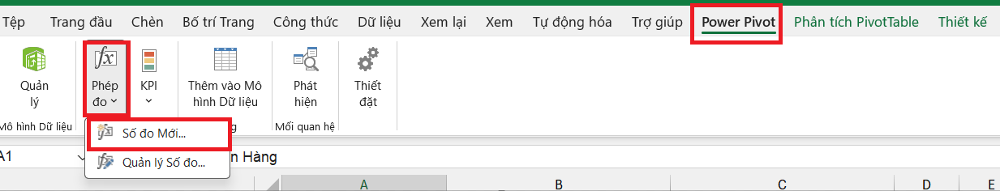 Tệp Trang đầu Chèn Bố trí Trang Công thức Dữ liệu Xem lại Xem Tự động hóa Trợ giúp Power Pivot Phân tích PivotTable Thiết kế
fx
Quản lý
Phép đo
KPI
Thêm vào Mô hình Dữ liệu
Phát hiện
Thiết đặt
Mô hình Dữ liệu
Mối quan hệ
Số đo Mới...
Quản lý Số đo...
A1
n Hàng
A B C D E